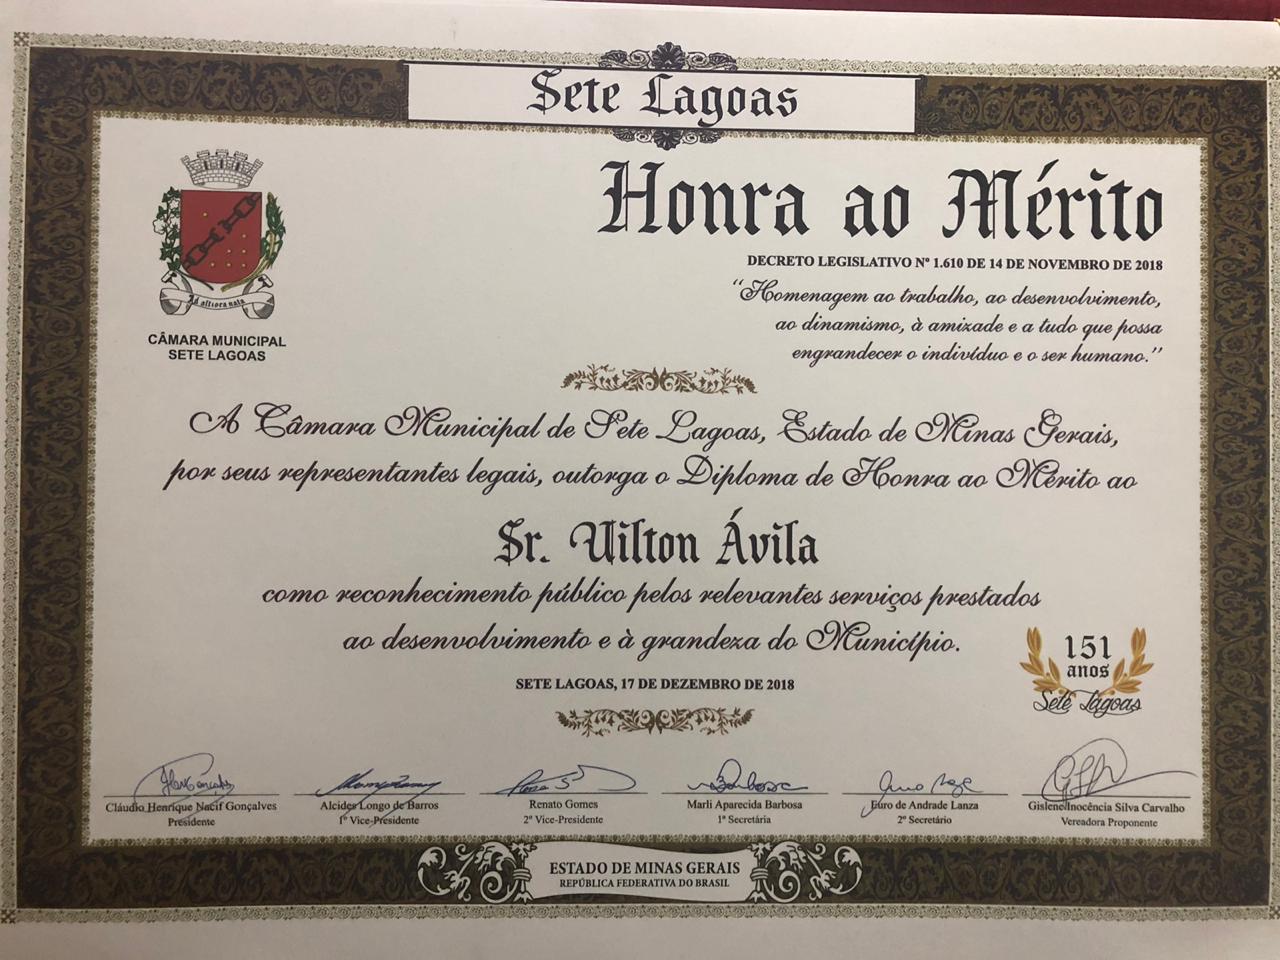 Sete Lagoas
Honra ao Mérito
DECRETO LEGISLATIVO Nº 1.610 DE 14 DE NOVEMBRO DE 2018
“Homenagem ao trabalho, ao desenvolvimento,
ao dinamismo, à amizade e a tudo que possa
engrandecer o indivíduo e o ser humano.”
Ad altiora nata
CÂMARA MUNICIPAL
SETE LAGOAS
A Câmara Municipal de Sete Lagoas, Estado de Minas Gerais,
por seus representantes legais, outorga o Diploma de Honra ao Mérito ao
Sr. Uilton Ávila
como reconhecimento público pelos relevantes serviços prestados
ao desenvolvimento e à grandeza do Município.
SETE LAGOAS, 17 DE DEZEMBRO DE 2018
151
anos
Sete Lagoas
Cláudio Henrique Nacif Gonçalves
Presidente
Alcides Longo de Barros
1º Vice-Presidente
Renato Gomes
2º Vice-Presidente
Marli Aparecida Barbosa
1ª Secretária
Euro de Andrade Lanza
2º Secretário
Gislene Inocência Silva Carvalho
Vereadora Proponente
ESTADO DE MINAS GERAIS
REPÚBLICA FEDERATIVA DO BRASIL